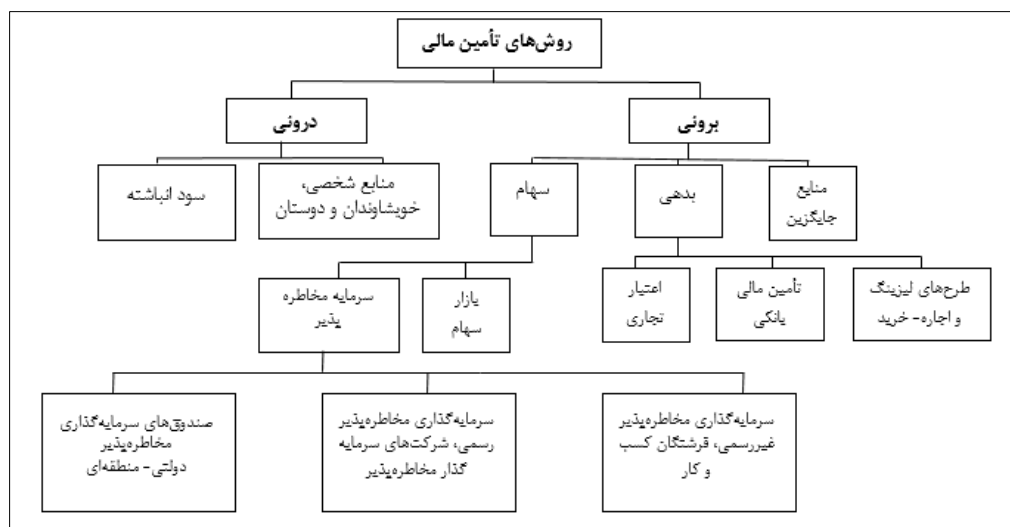 روش‌های تأمین مالی
برونی
درونی
منابع
جایگزین
بدهی
سهام
منابع شخصی،
خویشاوندان و دوستان
سود انباشته
طرح‌های لیزینگ
و اجاره- خرید
تأمین مالی
بانکی
اعتبار
تجاری
بازار
سهام
سرمایه مخاطره
پذیر
سرمایه‌گذاری مخاطره‌پذیر
غیررسمی، فرشتگان کسب
و کار
سرمایه‌گذاری مخاطره‌پذیر
رسمی، شرکت‌های سرمایه
گذار مخاطره‌پذیر
صندوق‌های سرمایه‌گذاری
مخاطره‌پذیر
دولتی- منطقه‌ای